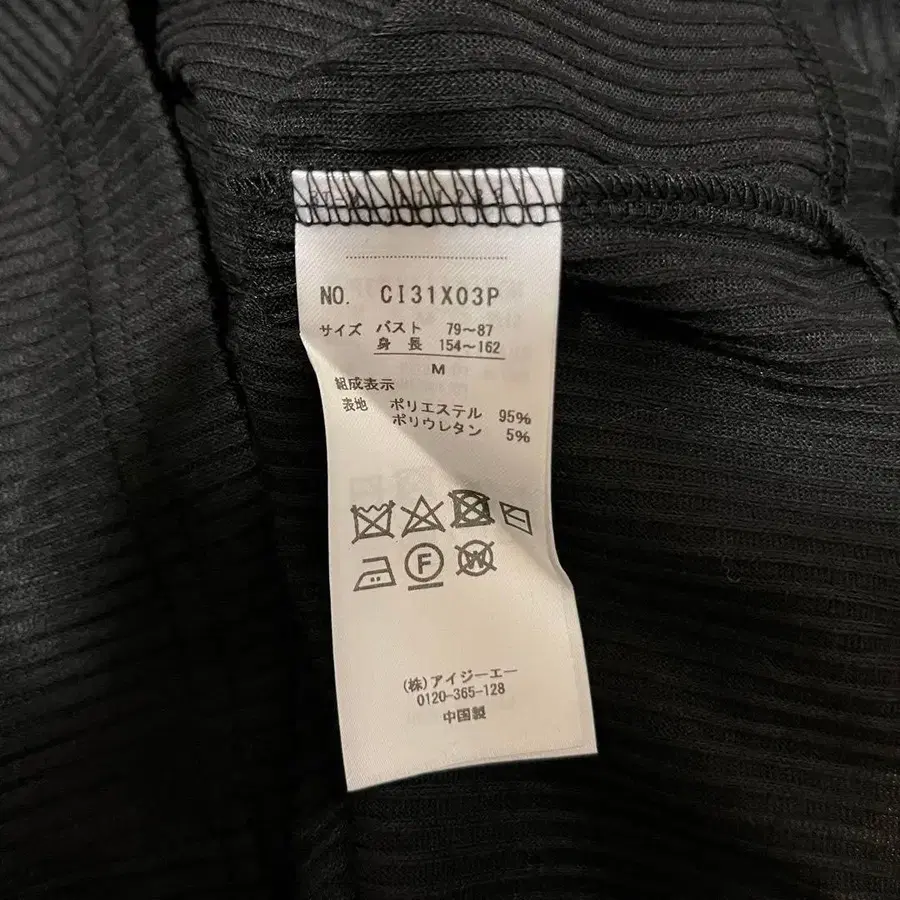 NO. CI31X03P
サイズ バスト 79～87
身 長 154～162
M
組成表示
表地 ポリエステル 95%
ポリウレタン 5%
F
W
(株)アイジーエー
0120-365-128
中国製